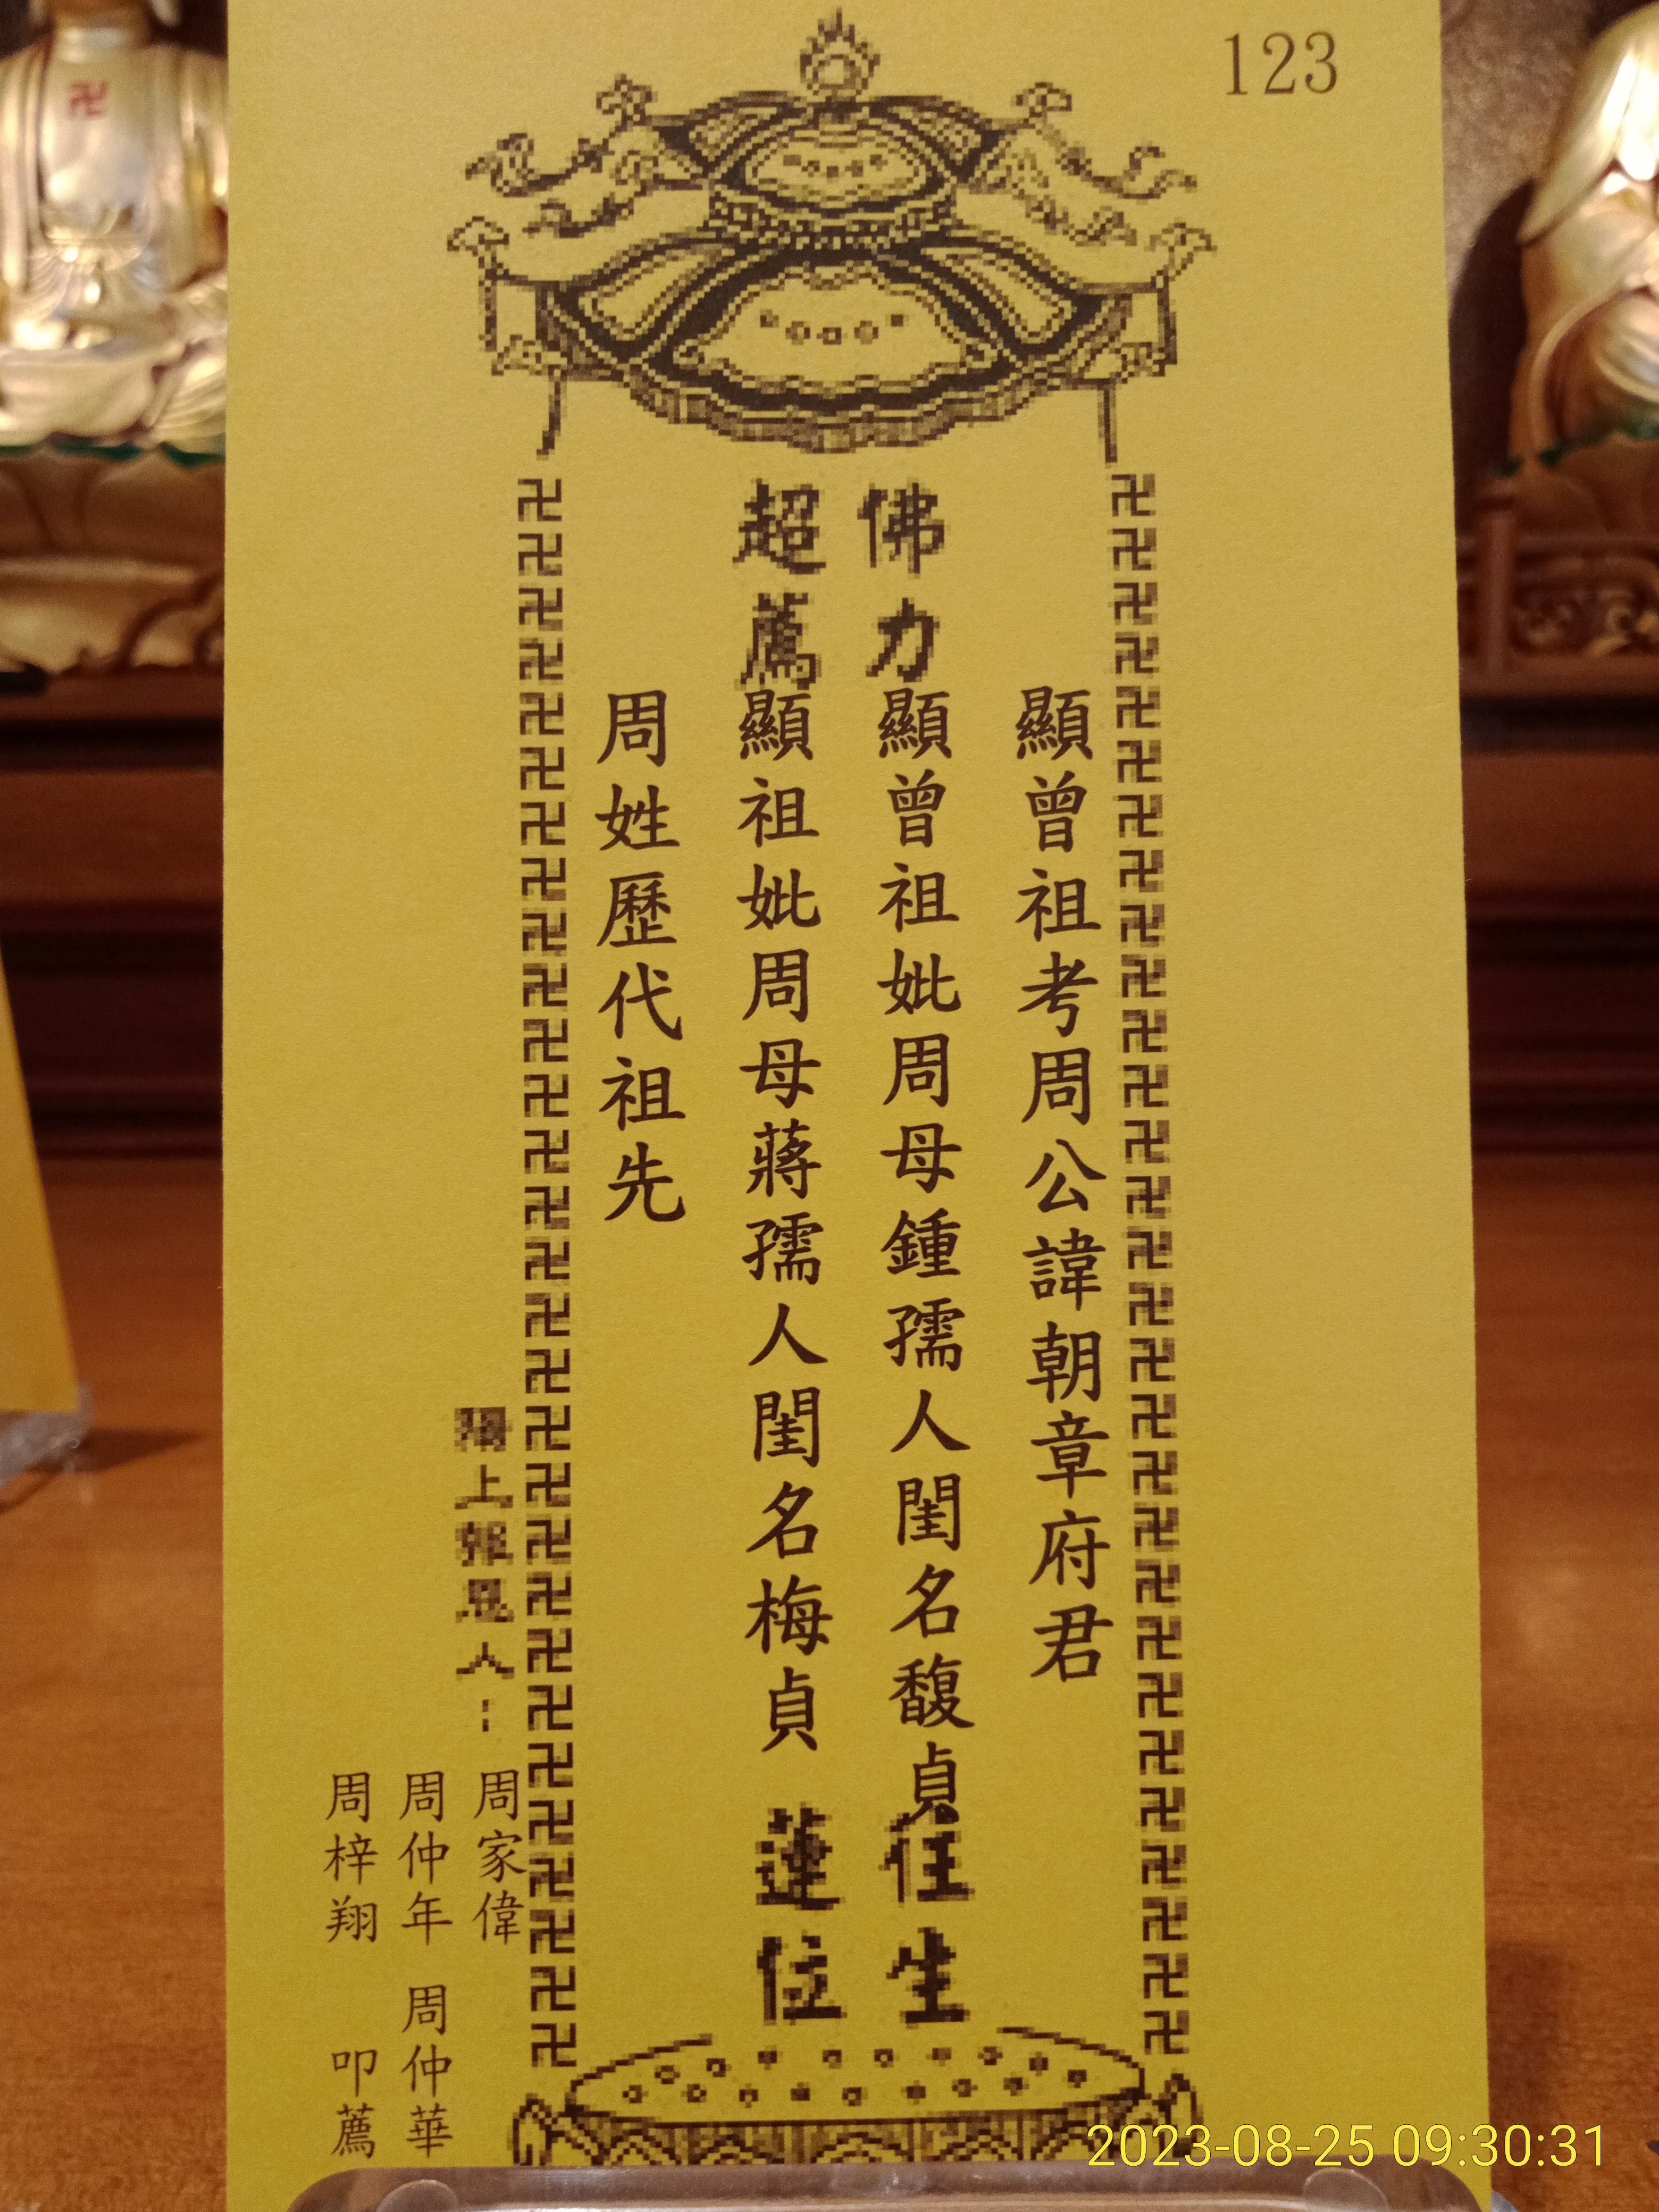 123
佛力
超薦
顯曾祖考周公諱朝章府君
顯曾祖妣周母鍾孺人閨名馥貞
顯祖妣周母蔣孺人閨名梅貞
周姓歷代祖先
往生
蓮位
陽上報恩人：
周家偉
周仲年 周仲華
周梓翔 叩薦
2023-08-25 09:30:31